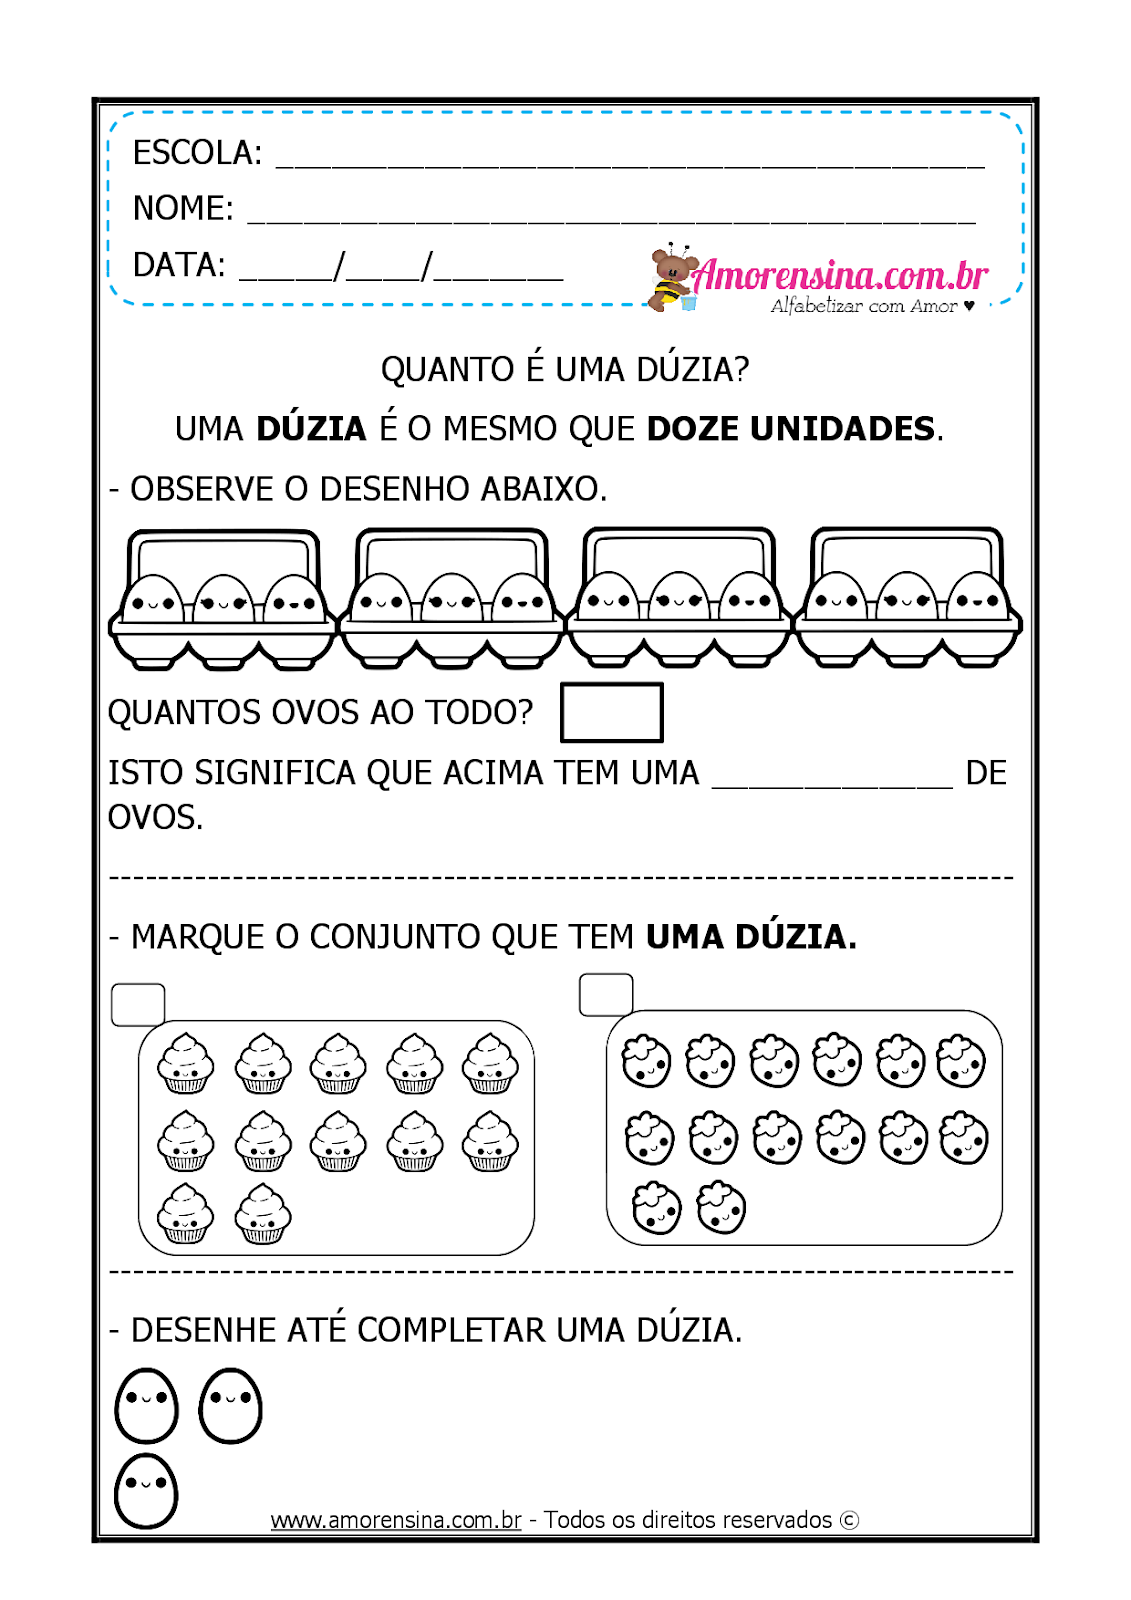 ESCOLA: ______________________________________
NOME: _______________________________________
DATA: _____/____/_______
Amorensina.com.br
Alfabetizar com Amor ♥
QUANTO É UMA DÚZIA?
UMA DÚZIA É O MESMO QUE DOZE UNIDADES.
- OBSERVE O DESENHO ABAIXO.
QUANTOS OVOS AO TODO?
ISTO SIGNIFICA QUE ACIMA TEM UMA _____________ DE
OVOS.
- MARQUE O CONJUNTO QUE TEM UMA DÚZIA.
- DESENHE ATÉ COMPLETAR UMA DÚZIA.
www.amorensina.com.br - Todos os direitos reservados ©